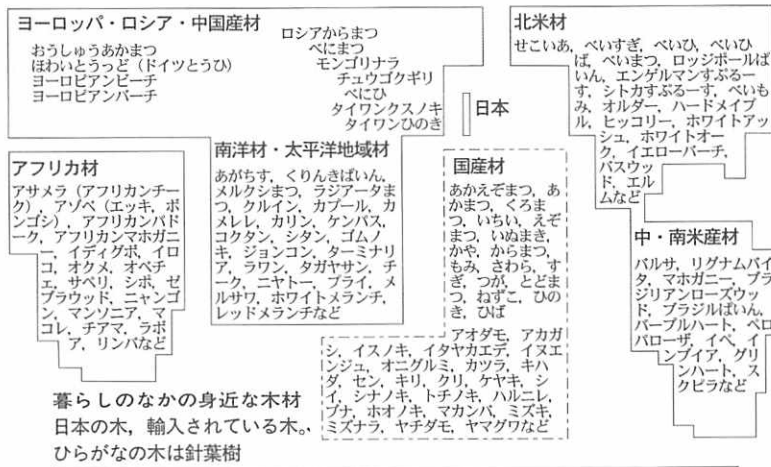 ヨーロッパ・ロシア・中国産材
おうしゅうあかまつ
ほわいとうっど（ドイツとうひ）
ヨーロピアンビーチ
ヨーロピアンバーチ
ロシアからまつ
べにまつ
モンゴリナラ
チュウゴクギリ
べにひ
タイワンクスノキ
タイワンひのき
日本
北米材
せこいあ，べいすぎ，べいひ，べいひ
ば，べいまつ，ロッジポールぱ
いん，エンゲルマンすぷるー
す，シトカすぷるーす，べいも
み，オルダー，ハードメイプ
ル，ヒッコリー，ホワイトアッ
シュ，ホワイトオー
ク，イエローバーチ，
バスウッ
ド，エル
ムなど
アフリカ材
アサメラ（アフリカンチー
ク），アゾベ（エッキ，ボ
ンゴシ），アフリカンパド
ーク，アフリカンマホガニ
ー，イディグボ，イロ
コ，オクメ，オベチ
ェ，サペリ，シポ，ゼ
ブラウッド，ニャンゴ
ン，マンソニア，マ
コレ，チアマ，ラボ
ア，リンバなど
南洋材・太平洋地域材
あがちす，くりんきぱいん，
メルクシまつ，ラジアータま
つ，クルイン，カプール，カ
メレレ，カリン，ケンパス，
コクタン，シタン，ゴムノ
キ，ジョンコン，ターミナリ
ア，ラワン，タガヤサン，チ
ーク，ニヤトー，プライ，メ
ルサワ，ホワイトメランチ，
レッドメランチなど
国産材
あかえぞまつ，あ
かまつ，くろま
つ，いちい，えぞ
まつ，いぬまき，
かや，からまつ，
もみ，さわら，す
ぎ，つが，とどま
つ，ねずこ，ひの
き，ひば
アオダモ，アカガ
シ，イスノキ，イタヤカエデ，イヌエ
ンジュ，オニグルミ，カツラ，キハ
ダ，セン，キリ，クリ，ケヤキ，シ
イ，シナノキ，トチノキ，ハルニレ，
ブナ，ホオノキ，マカンバ，ミズキ，
ミズナラ，ヤチダモ，ヤマグワなど
中・南米産材
バルサ，リグナムバイ
タ，マホガニー，ブラ
ジリアンローズウッ
ド，ブラジルぱいん，
パープルハート，ペロ
バローザ，イペ，イ
ンブイア，グリ
ンハート，ス
クピラなど
暮らしのなかの身近な木材
日本の木，輸入されている木。，
ひらがなの木は針葉樹